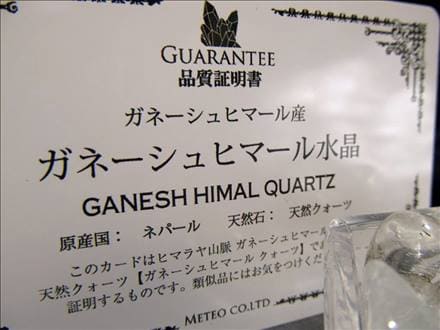 GUARANTEE
品質証明書
ガネーシュヒマール産
ガネーシュヒマール水晶
GANESH HIMAL QUARTZ
原産国： ネパール 天然石： 天然クォーツ
このカードはヒマラヤ山脈 ガネーシュヒマール
天然クォーツ【ガネーシュヒマール クォーツ】であ
証明するものです。類似品にはお気をつけくだ
METEO CO.LTD